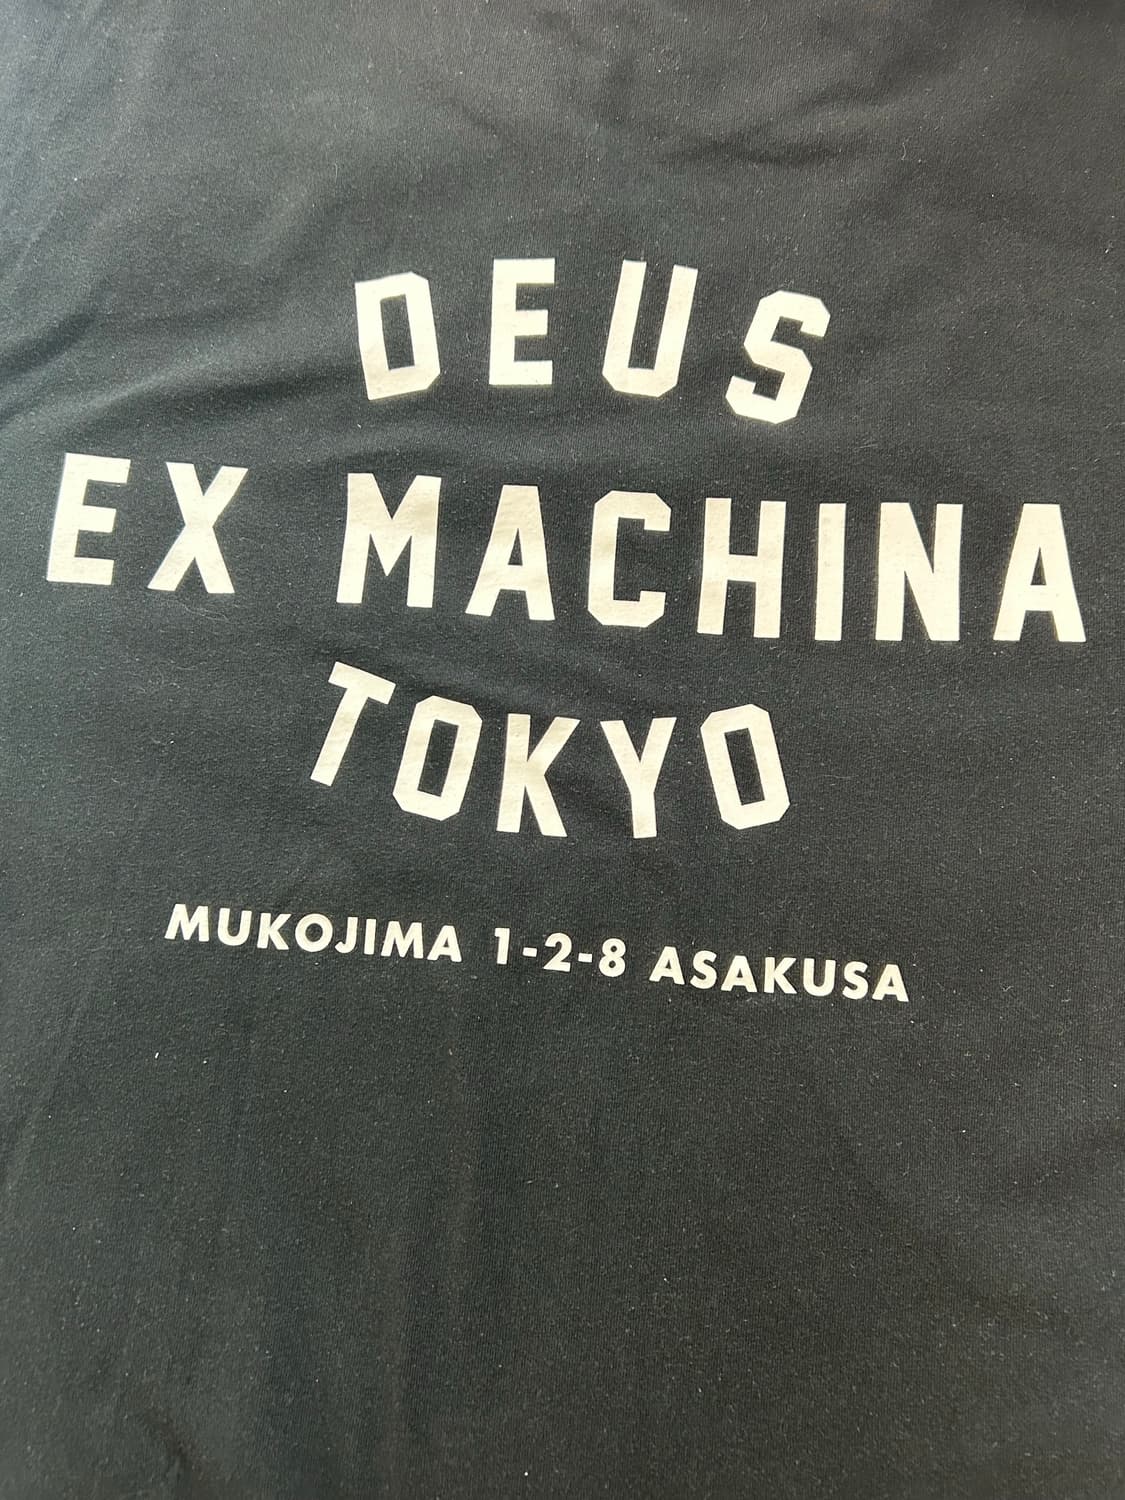 DEUS
EX MACHINA
TOKYO
MUKOJIMA 1-2-8 ASAKUSA